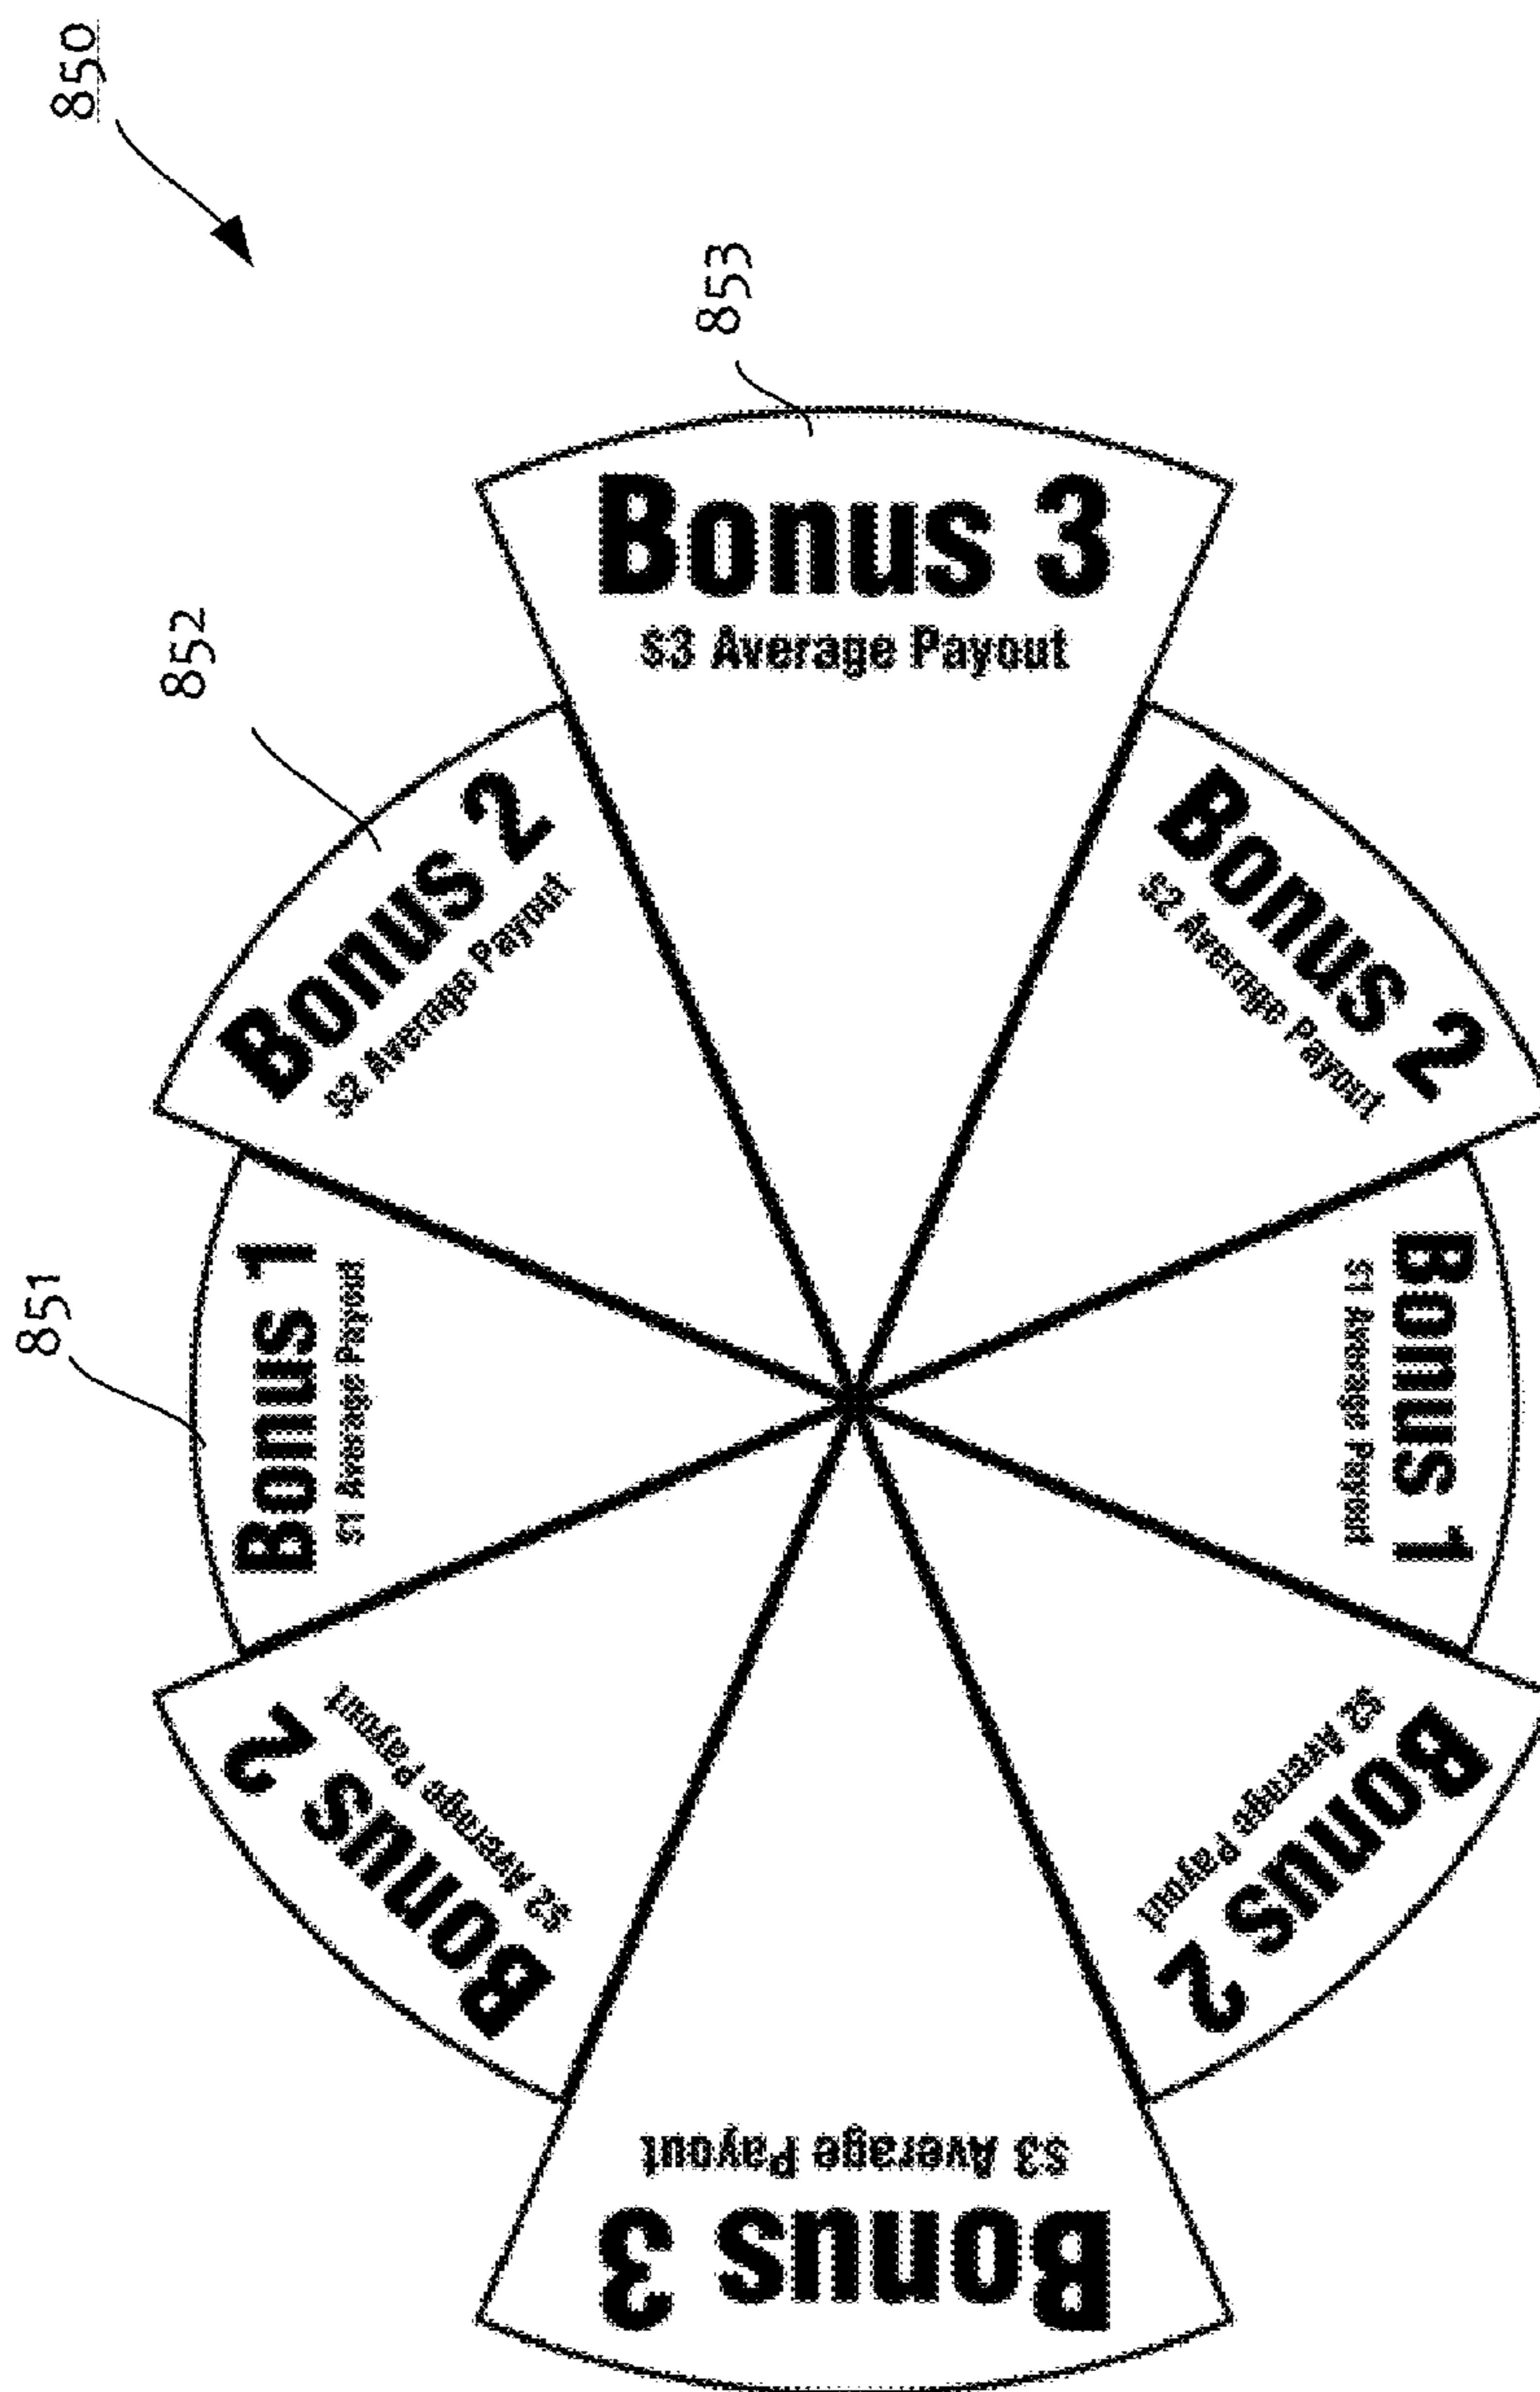 850
853
Bonus 3
$3 Average Payout
852
Bonus 2
$2 Average Payout
Bonus 2
$2 Average Payout
851
Bonus 1
$1 Average Payout
Bonus 1
$1 Average Payout
Bonus 2
$2 Average Payout
Bonus 2
$2 Average Payout
Bonus 3
$3 Average Payout